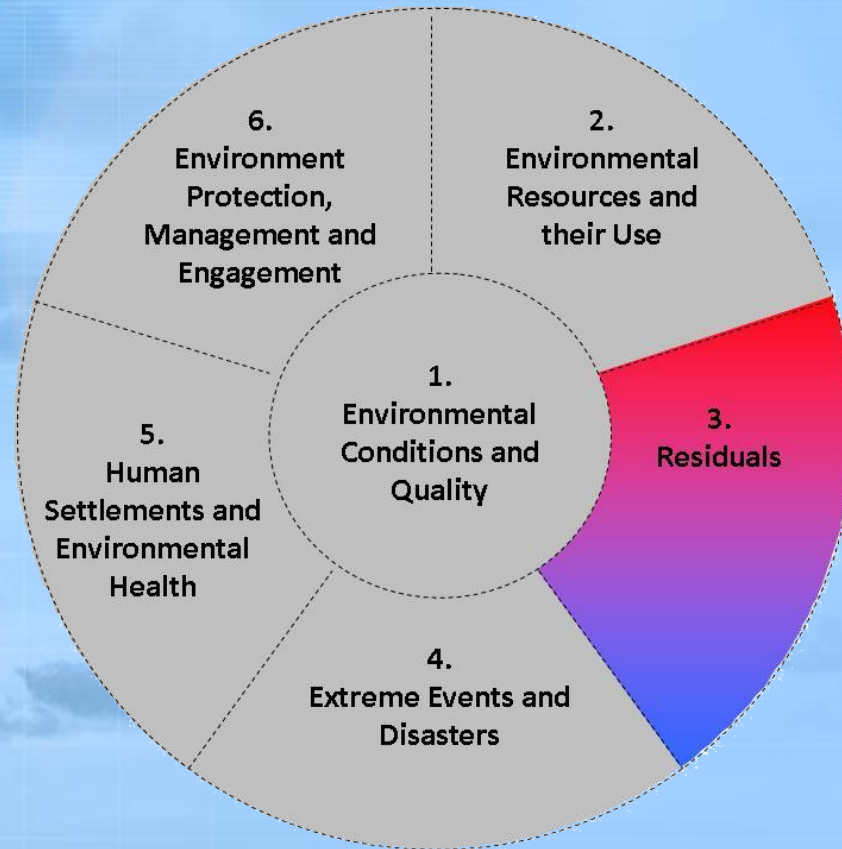 1.
Environmental
Conditions and
Quality
2.
Environmental
Resources and
their Use
3.
Residuals
4.
Extreme Events and
Disasters
5.
Human
Settlements and
Environmental
Health
6.
Environment
Protection,
Management and
Engagement